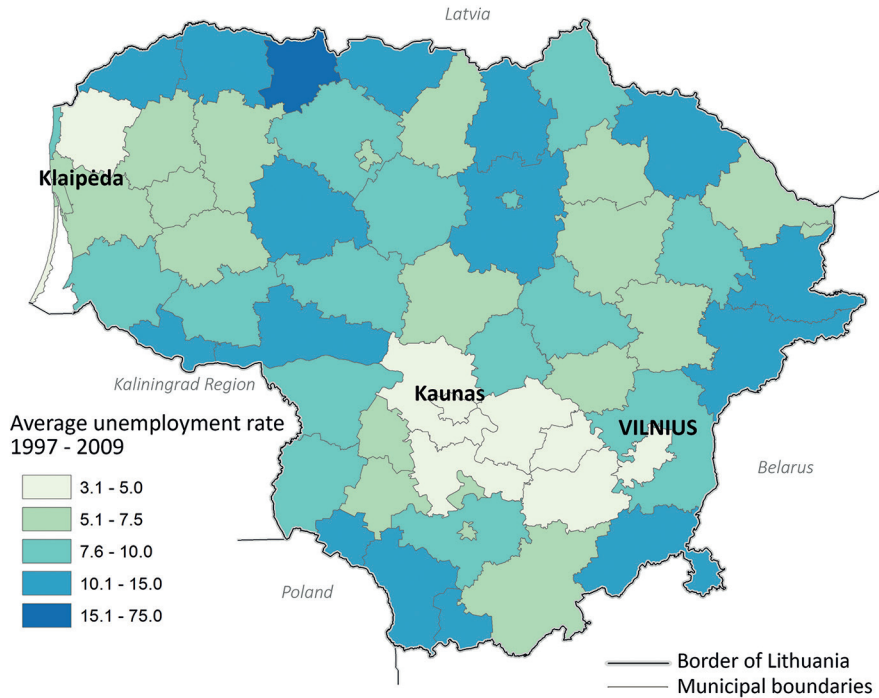 Latvia
Klaipėda
Kaliningrad Region
Kaunas
VILNIUS
Belarus
Poland
Average unemployment rate
1997 - 2009
3.1 - 5.0
5.1 - 7.5
7.6 - 10.0
10.1 - 15.0
15.1 - 75.0
Border of Lithuania
Municipal boundaries